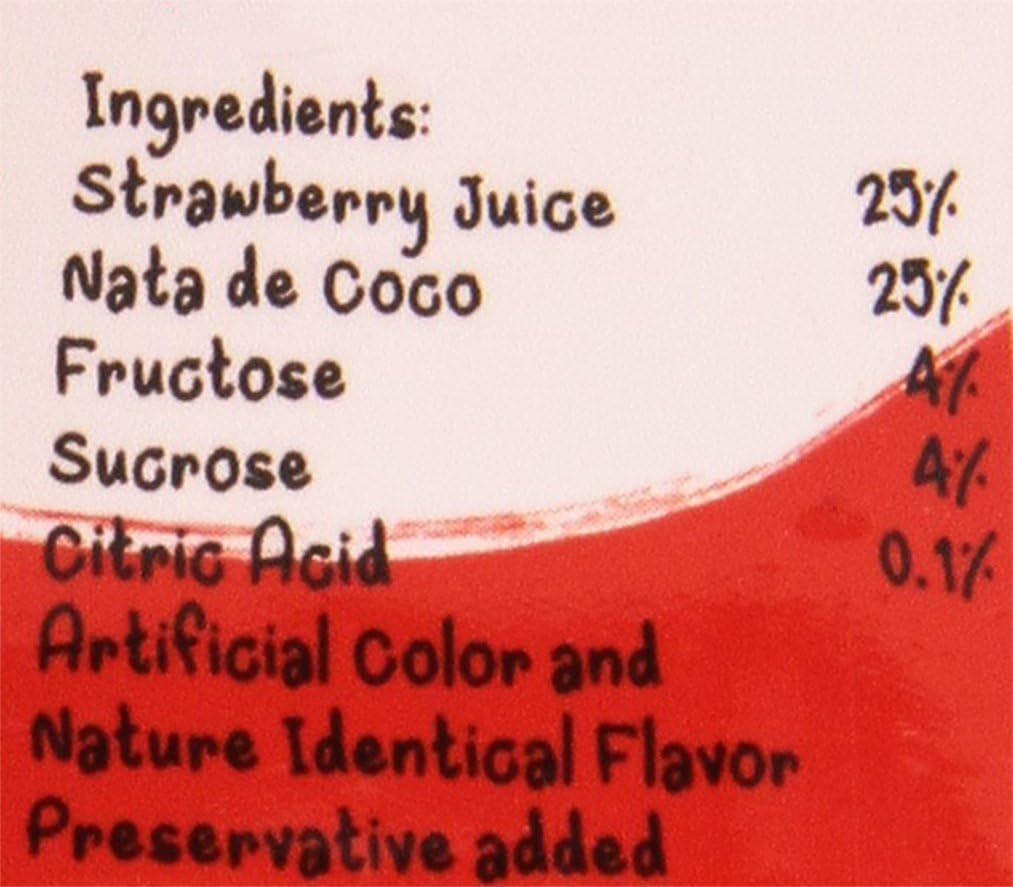 Ingredients:
Strawberry Juice 25%
Nata de Coco 25%
Fructose 4%
Sucrose 4%
Citric Acid 0.1%
Artificial Color and
Nature Identical Flavor
Preservative added